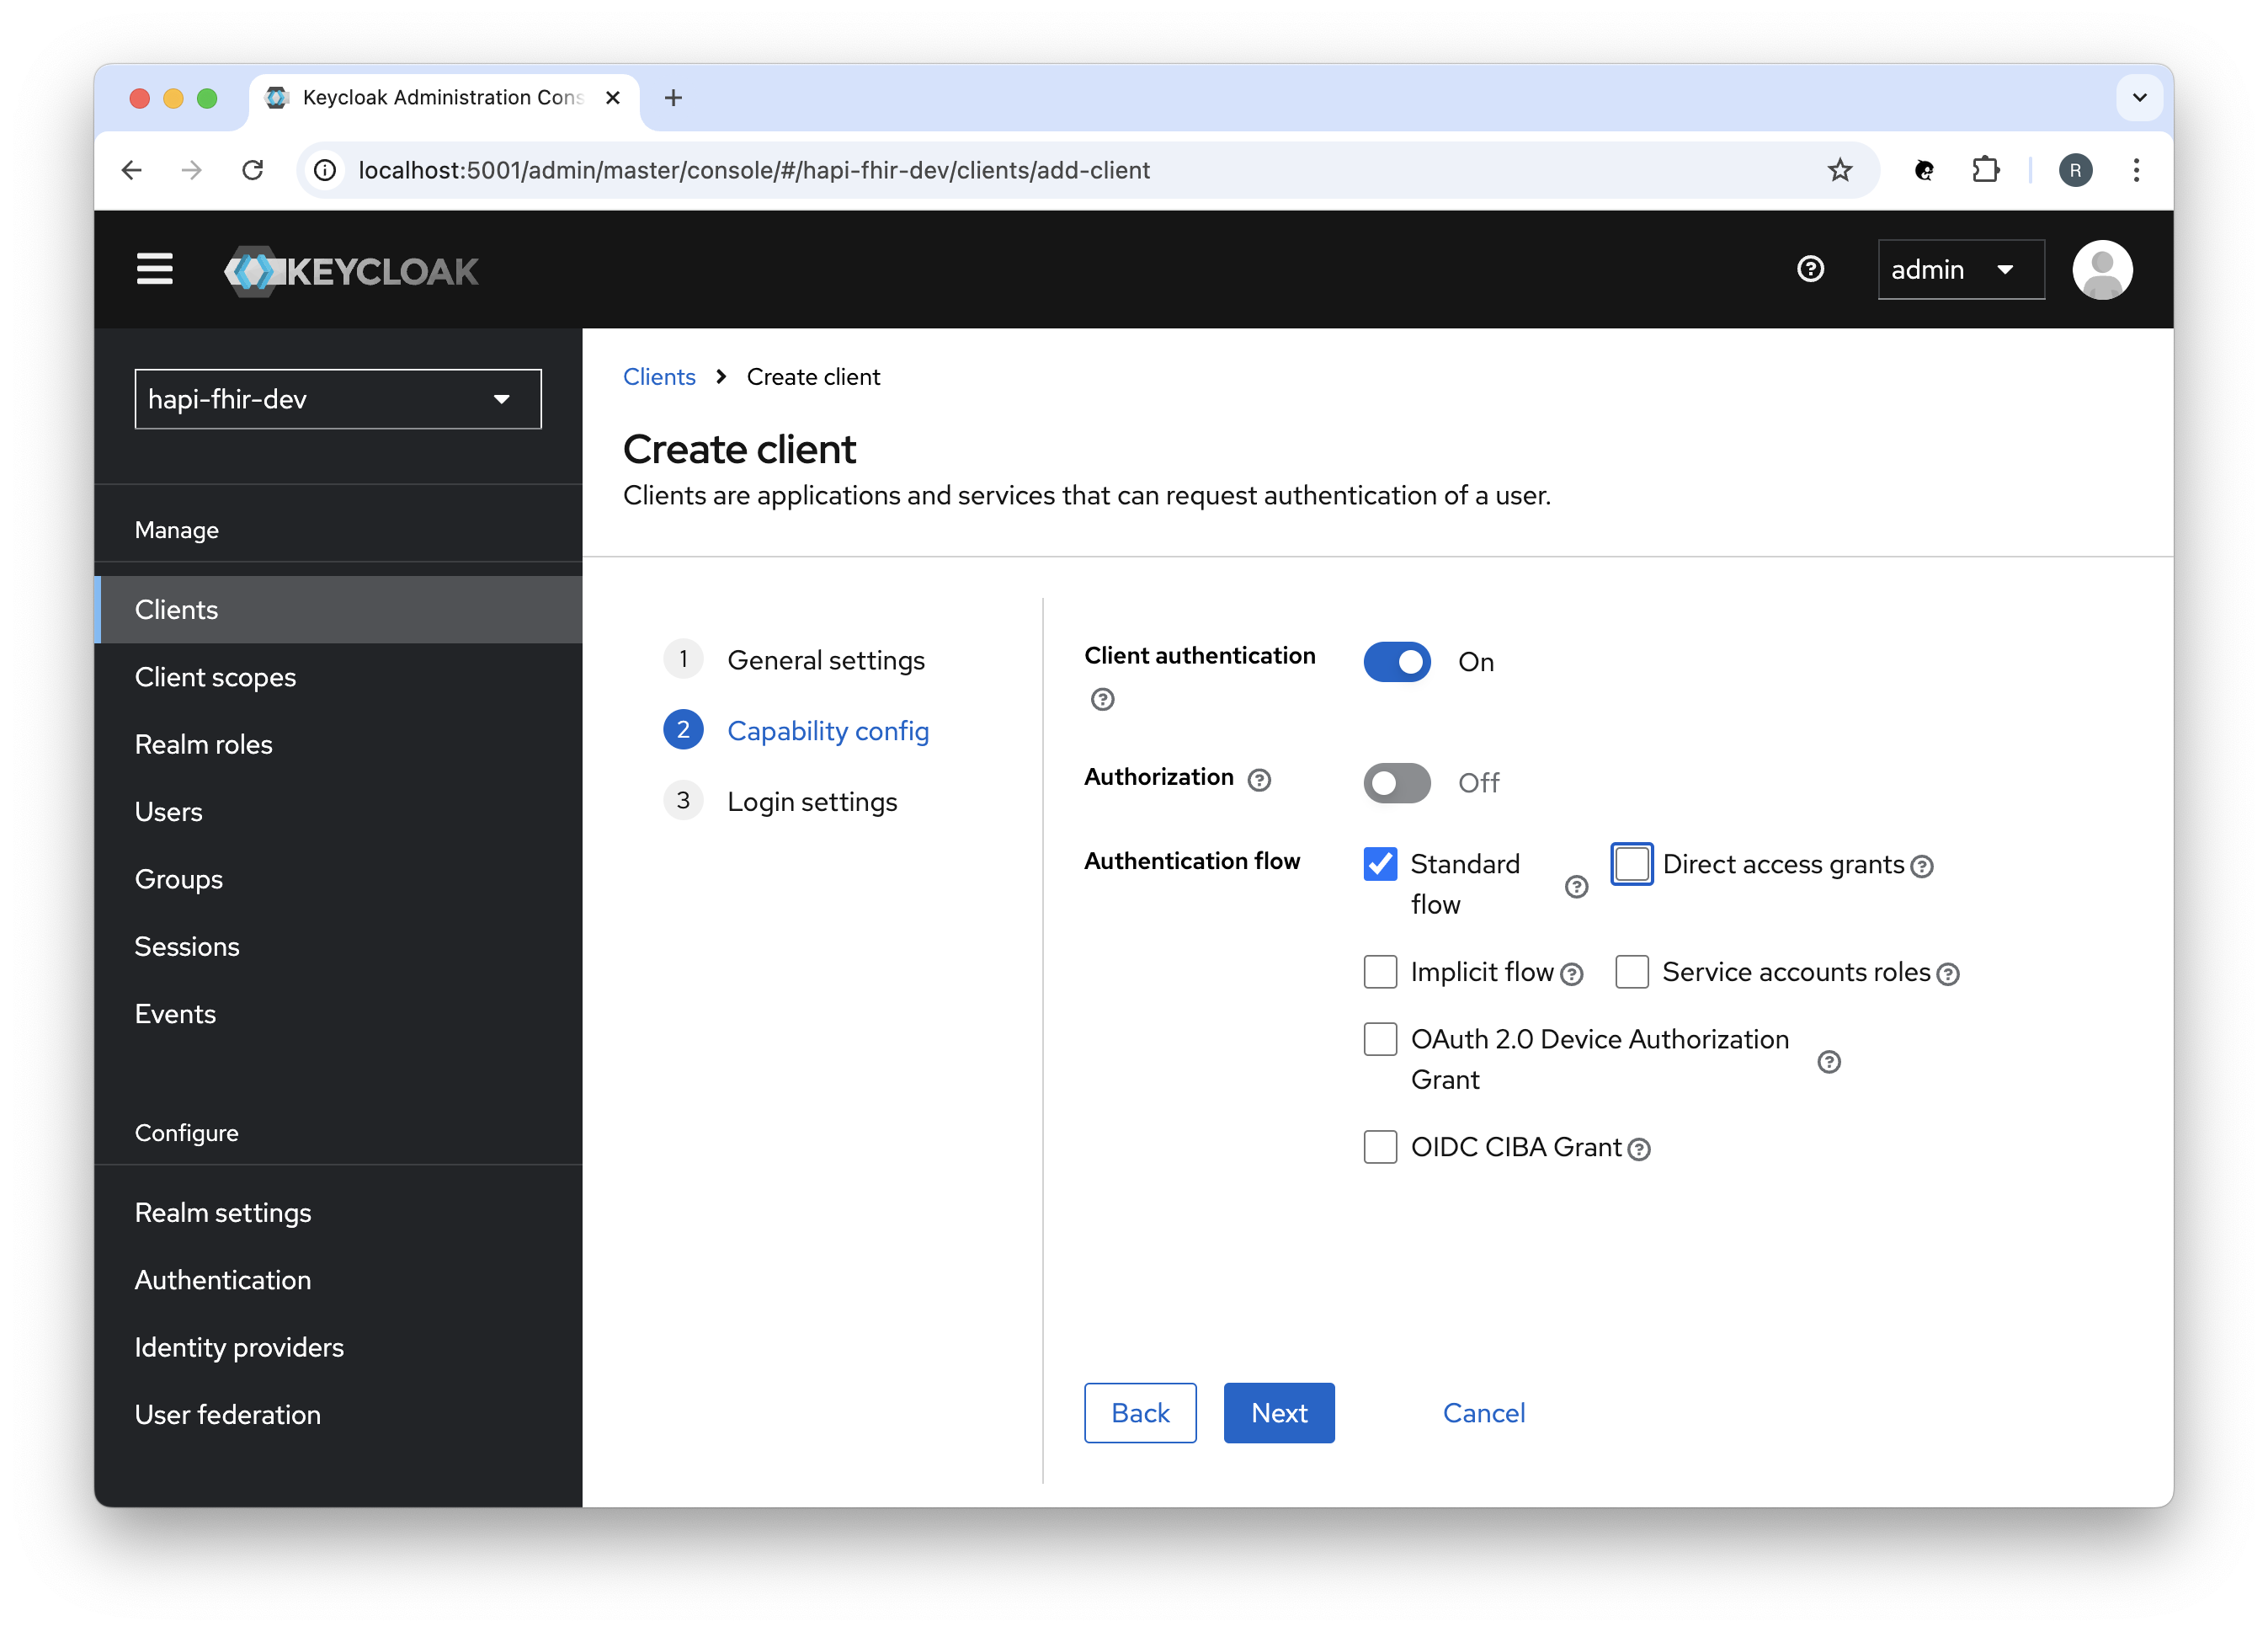 Keycloak Administration Cons
localhost:5001/admin/master/console/#/hapi-fhir-dev/clients/add-client
R
KEYCLOAK
admin
hapi-fhir-dev
Manage
Clients
Client scopes
Realm roles
Users
Groups
Sessions
Events
Configure
Realm settings
Authentication
Identity providers
User federation
Clients > Create client
Create client
Clients are applications and services that can request authentication of a user.
1 General settings
2 Capability config
3 Login settings
Client authentication
On
Authorization
Off
Authentication flow
Standard
flow
Direct access grants
Implicit flow
Service accounts roles
OAuth 2.0 Device Authorization
Grant
OIDC CIBA Grant
Back
Next
Cancel